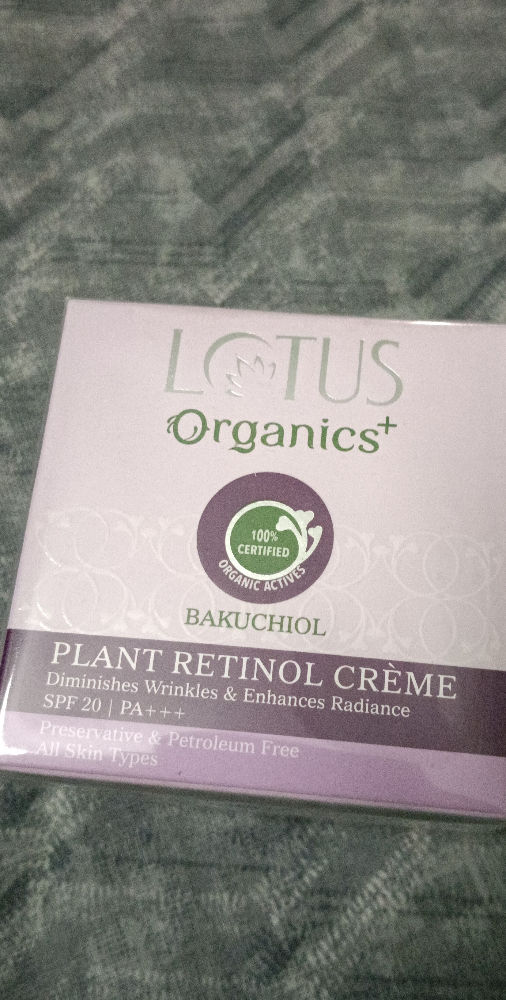 LOTUS
Organics+
100%
CERTIFIED
ORGANIC ACTIVES
BAKUCHIOL
PLANT RETINOL CRÈME
Diminishes Wrinkles & Enhances Radiance
SPF 20 | PA+++
Preservative & Petroleum Free
All Skin Types